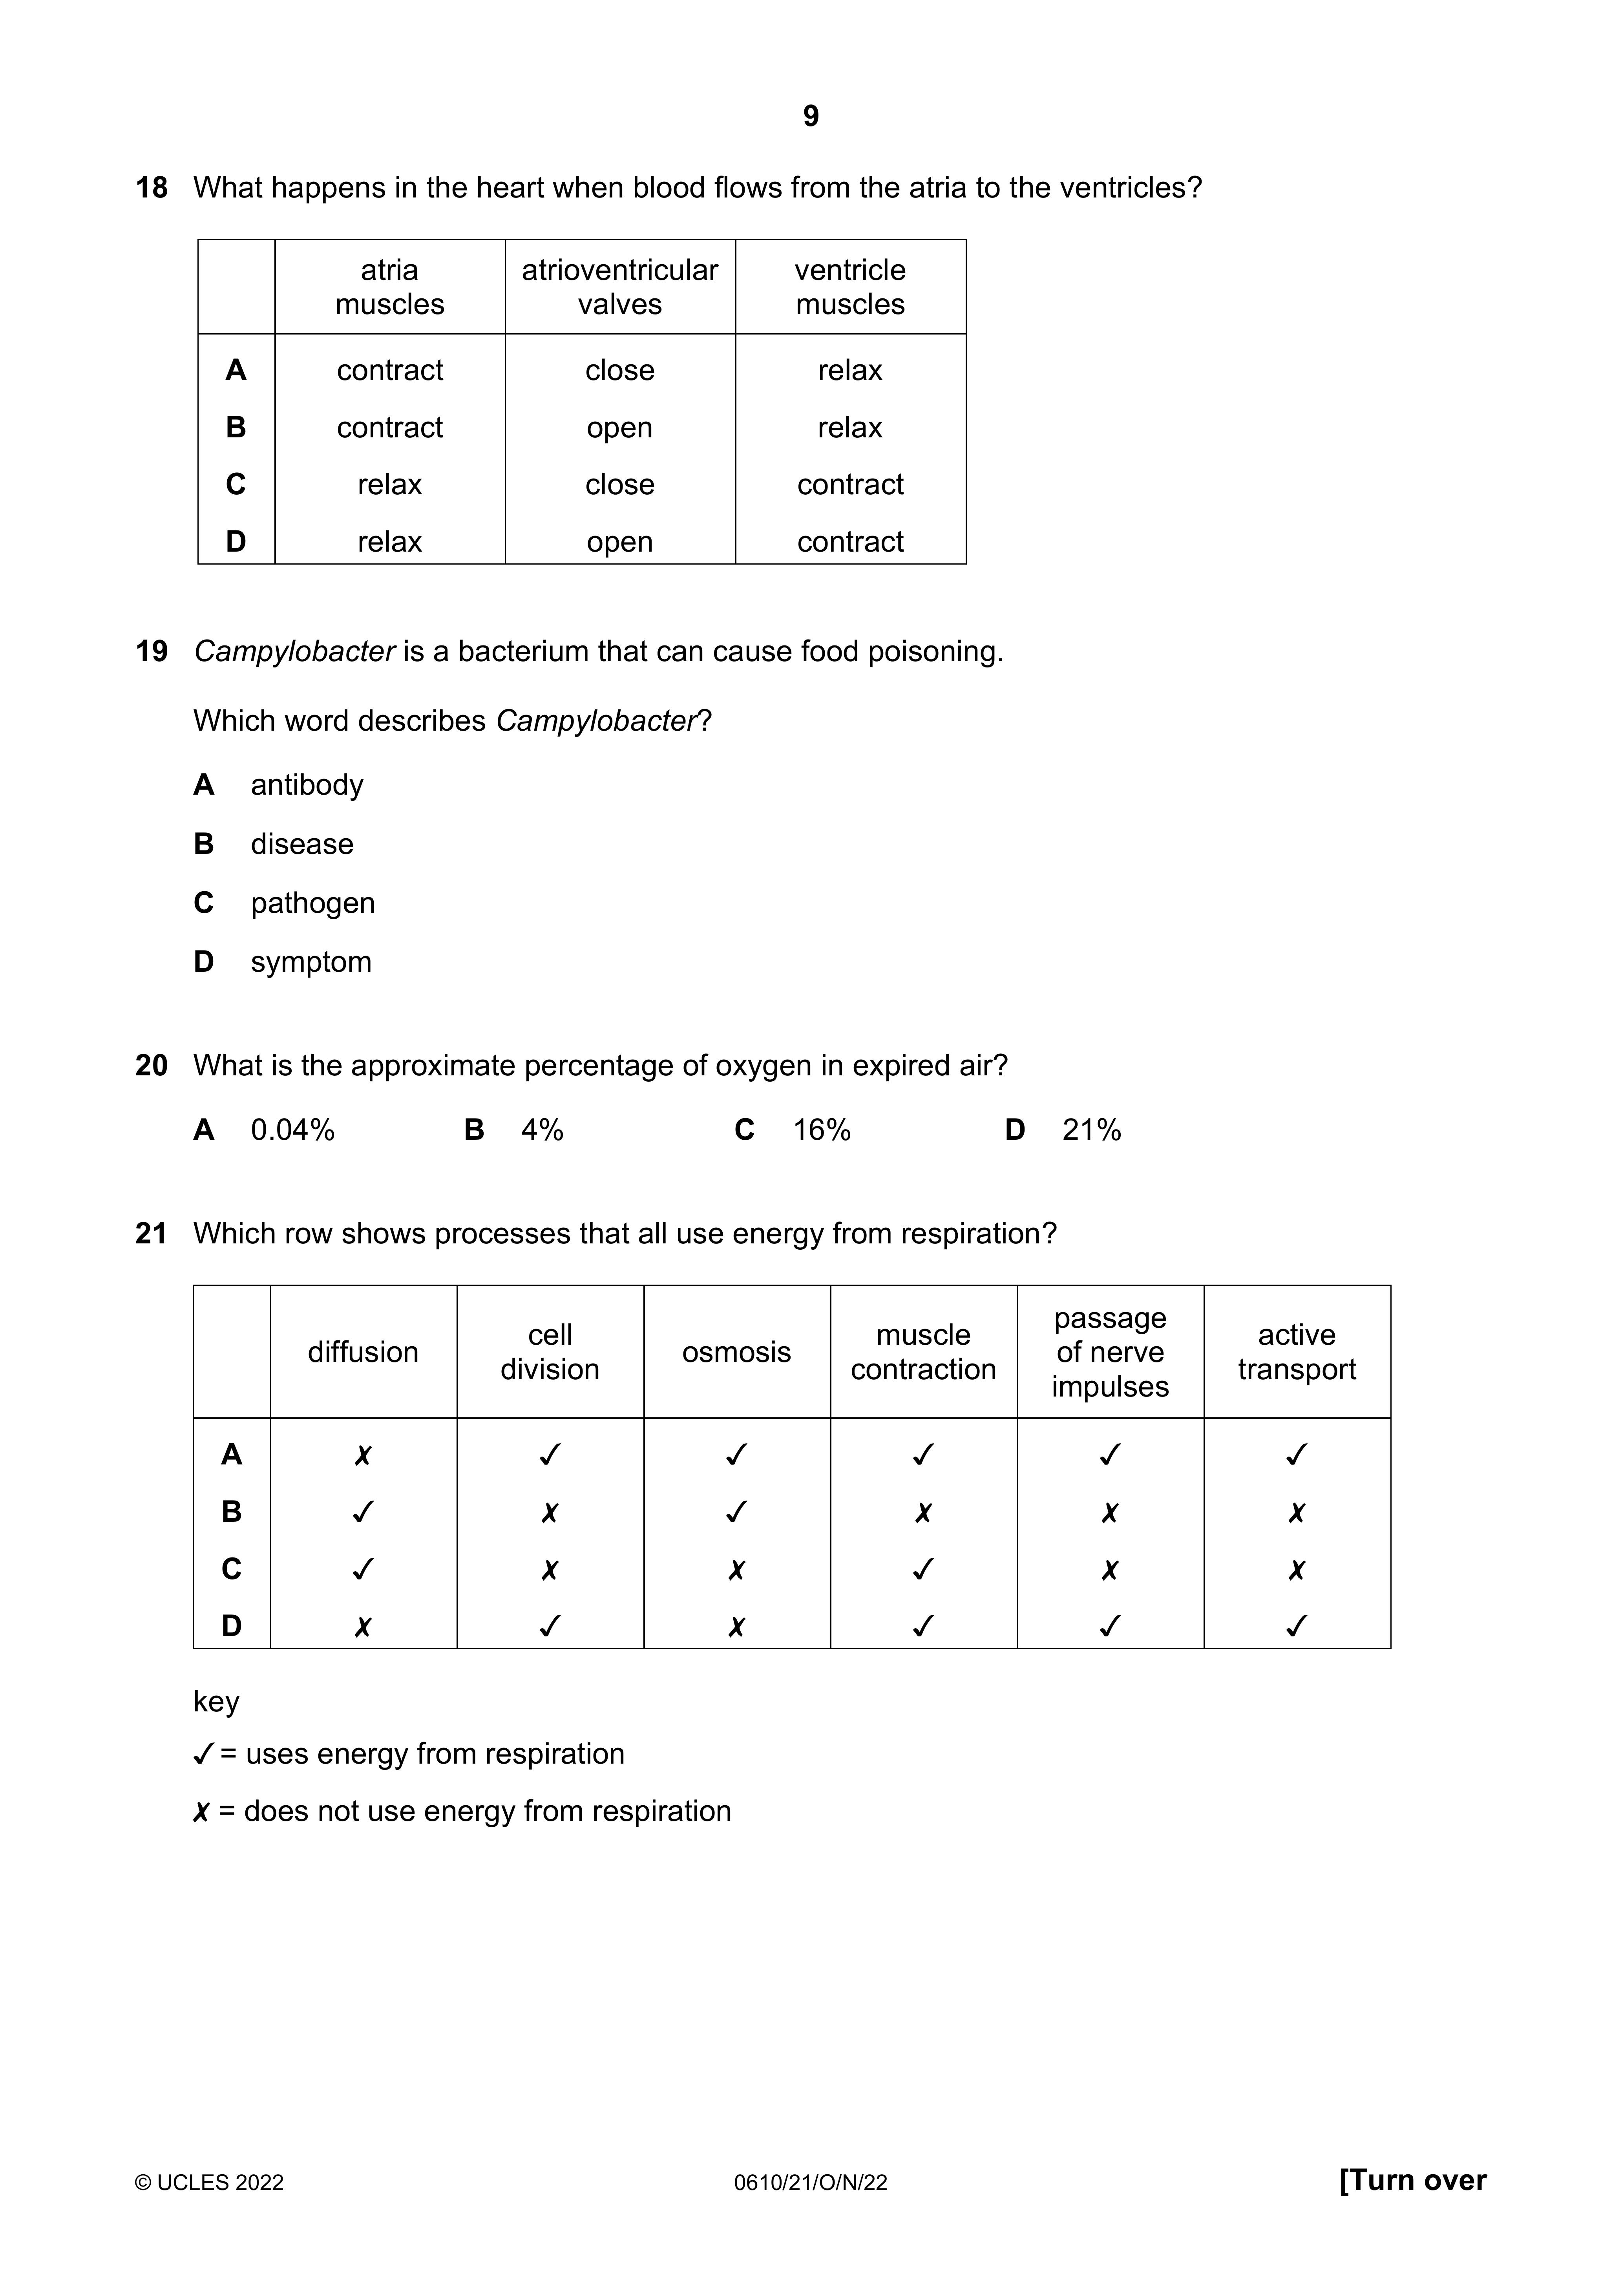 9
18 What happens in the heart when blood flows from the atria to the ventricles?
atria muscles atrioventricular valves ventricle muscles
A contract close relax
B contract open relax
C relax close contract
D relax open contract
19 Campylobacter is a bacterium that can cause food poisoning.
Which word describes Campylobacter?
A antibody
B disease
C pathogen
D symptom
20 What is the approximate percentage of oxygen in expired air?
A 0.04% B 4% C 16% D 21%
21 Which row shows processes that all use energy from respiration?
diffusion cell division osmosis muscle contraction passage of nerve impulses active transport
A ✗ ✓ ✓ ✓ ✓ ✓
B ✓ ✗ ✓ ✗ ✗ ✗
C ✓ ✗ ✗ ✓ ✗ ✗
D ✗ ✓ ✗ ✓ ✓ ✓
key
✓ = uses energy from respiration
✗ = does not use energy from respiration
© UCLES 2022 0610/21/O/N/22 [Turn over